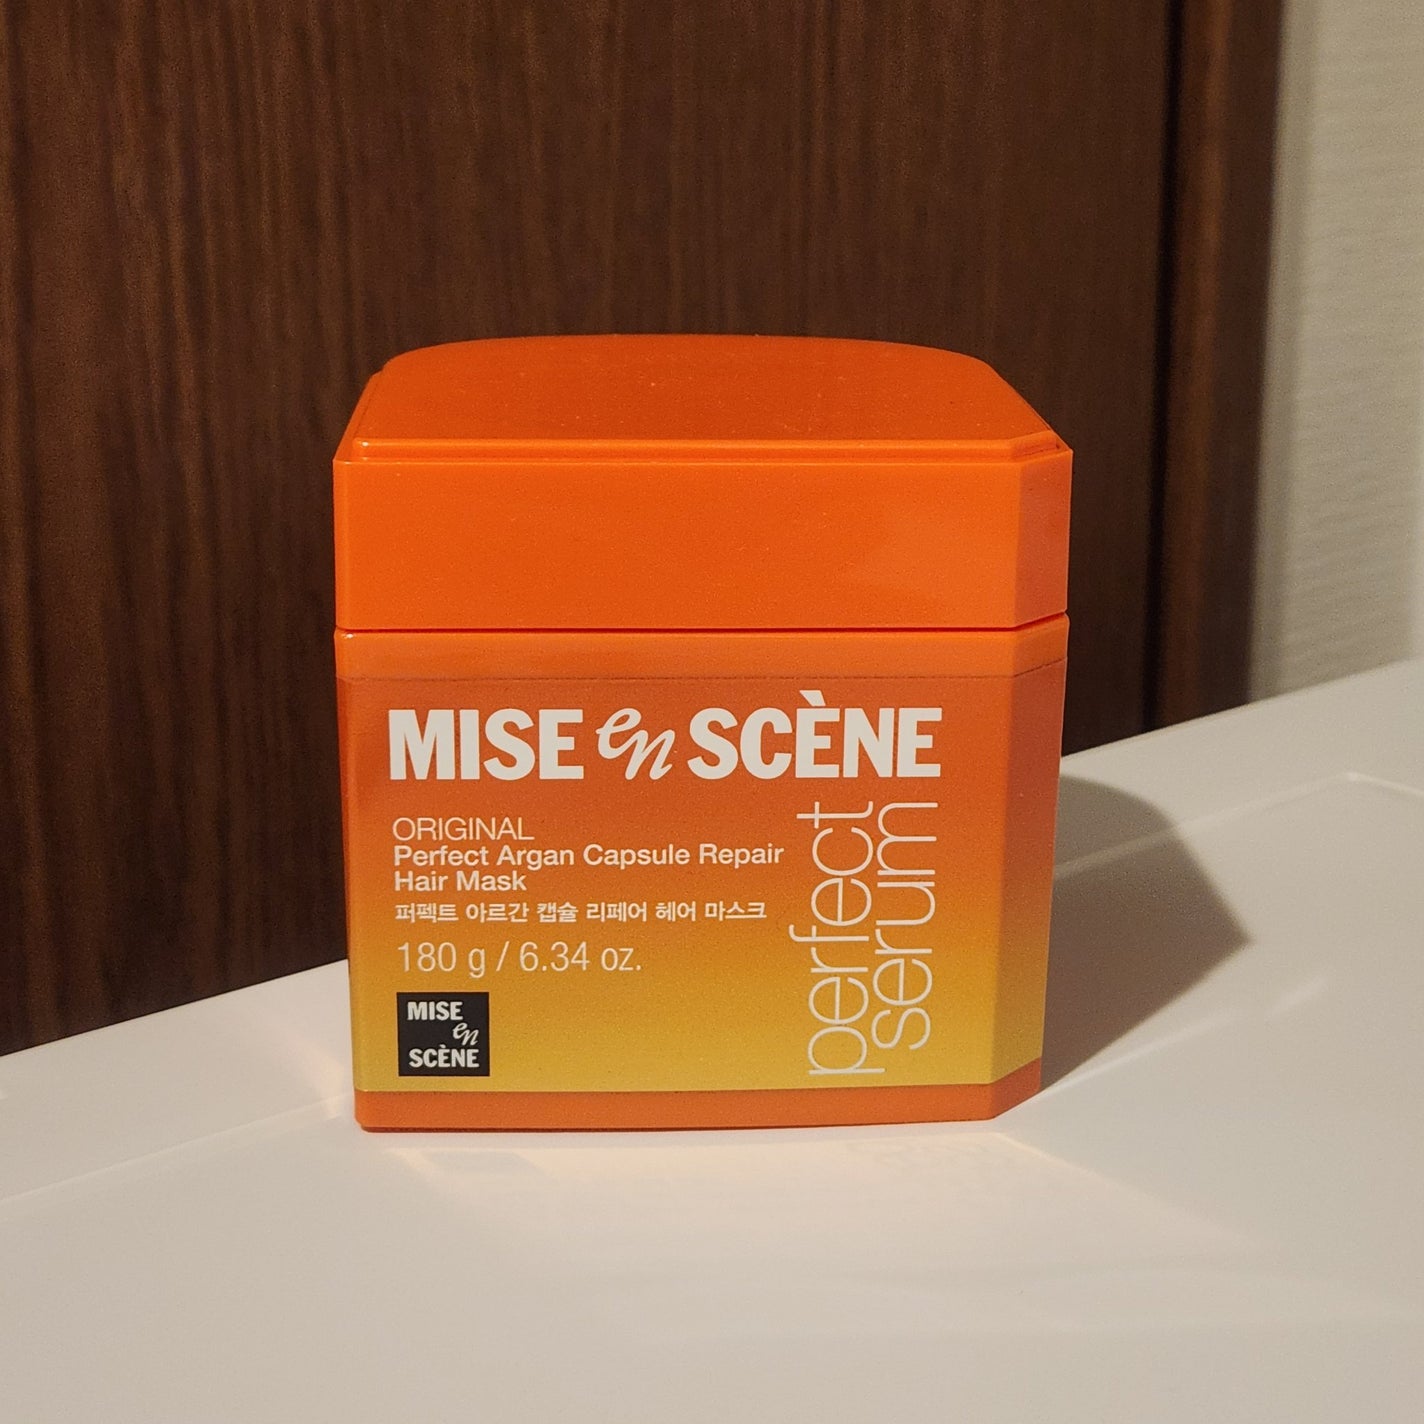 MISE en SCÈNE
ORIGINAL
Perfect Argan Capsule Repair
Hair Mask
퍼펙트 아르간 캡슐 리페어 헤어 마스크
180 g / 6.34 oz.
MISE
en
SCÈNE
perfect
serum